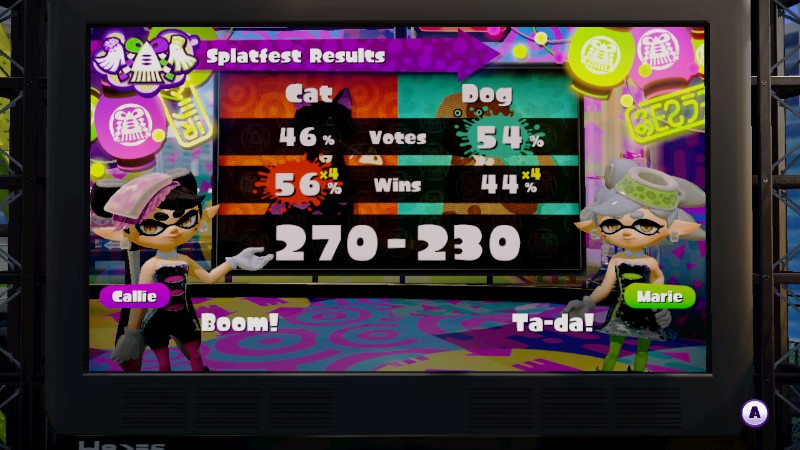 Splatfest Results
Cat Dog
46% Votes 54%
56%×4 Wins 44%×4
270-230
Callie Marie
Boom! Ta-da!
A